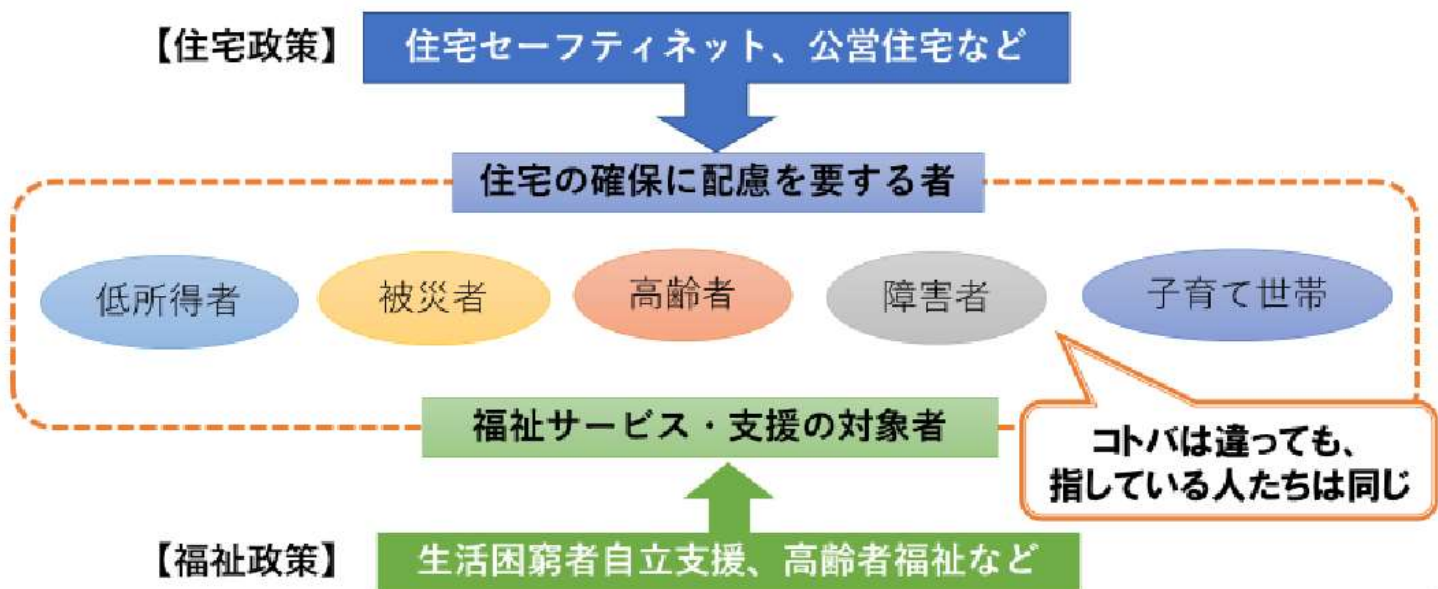 【住宅政策】 住宅セーフティネット、公営住宅など
住宅の確保に配慮を要する者
低所得者 被災者 高齢者 障害者 子育て世帯
福祉サービス・支援の対象者
コトバは違っても、
指している人たちは同じ
【福祉政策】 生活困窮者自立支援、高齢者福祉など